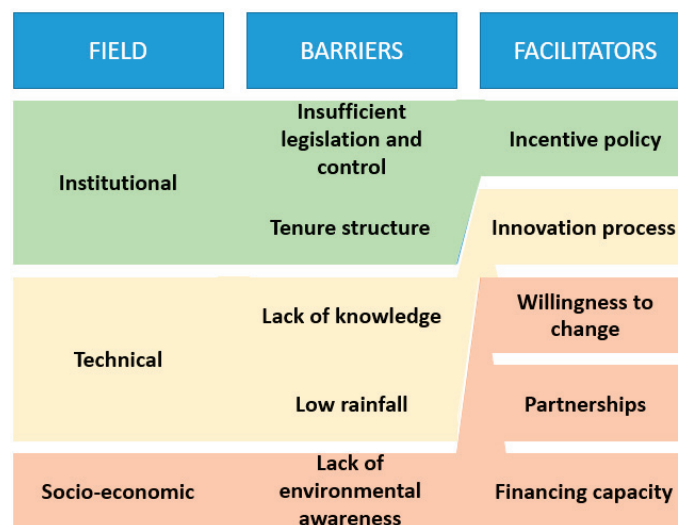 FIELD
BARRIERS
FACILITATORS
Institutional
Insufficient
legislation and
control
Tenure structure
Incentive policy
Innovation process
Technical
Lack of knowledge
Low rainfall
Willingness to
change
Partnerships
Socio-economic
Lack of
environmental
awareness
Financing capacity